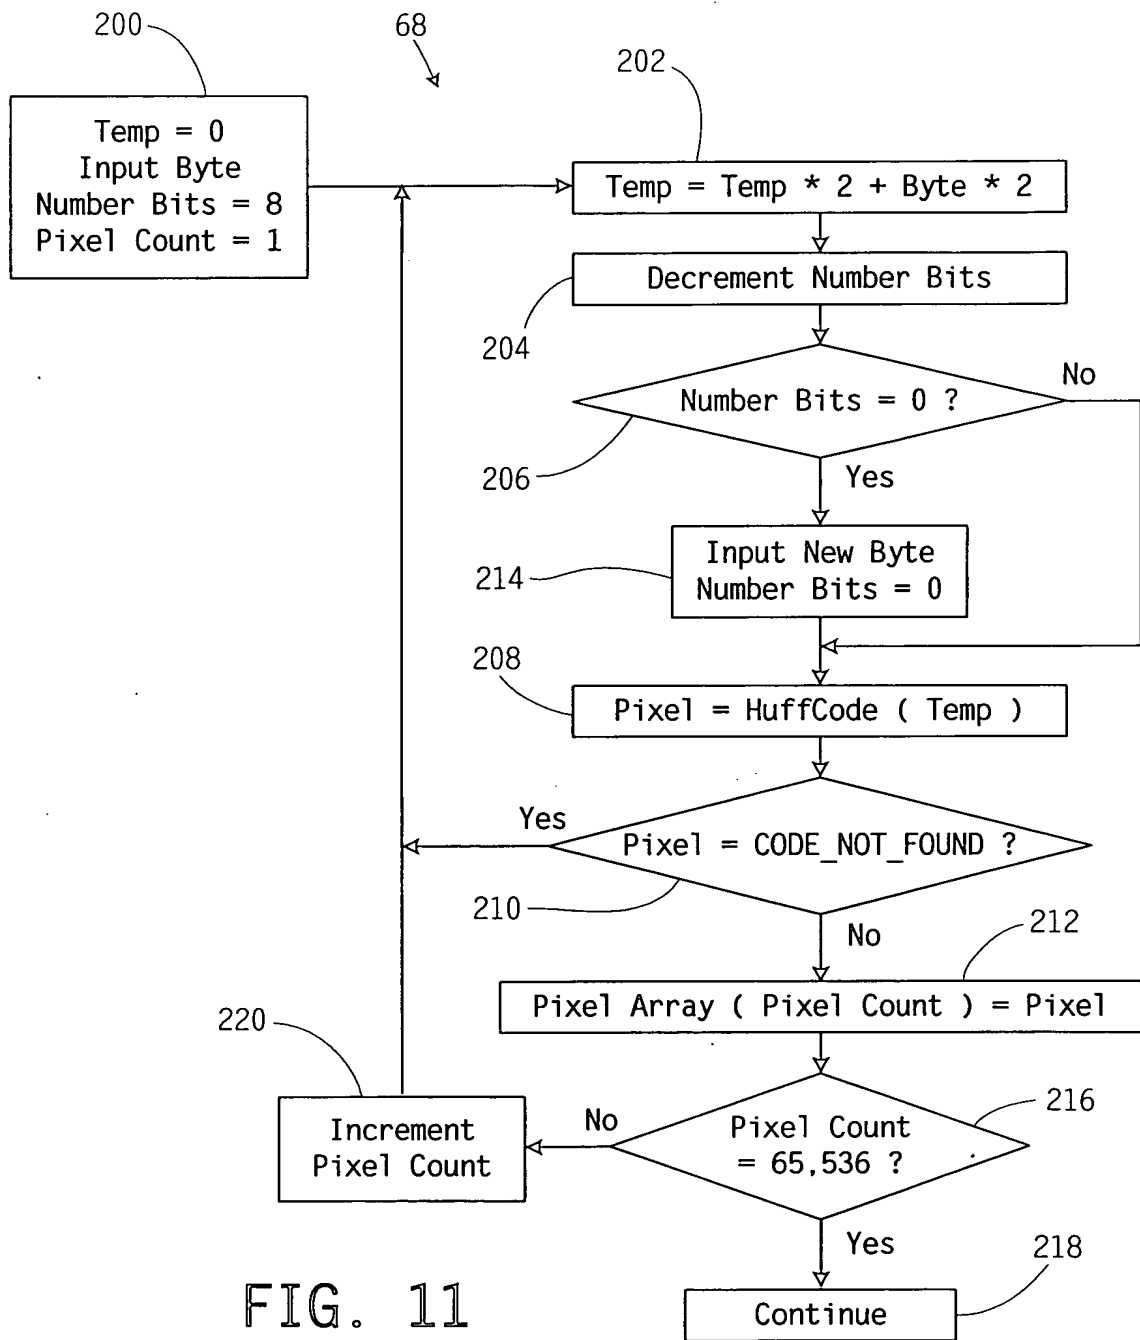 200
68
202
Temp = 0
Input Byte
Number Bits = 8
Pixel Count = 1
Temp = Temp * 2 + Byte * 2
Decrement Number Bits
204
Number Bits = 0 ?
No
206
Yes
Input New Byte
Number Bits = 0
214
208
Pixel = HuffCode ( Temp )
Yes
Pixel = CODE_NOT_FOUND ?
210
No
212
Pixel Array ( Pixel Count ) = Pixel
220
216
Increment
Pixel Count
No
Pixel Count
= 65,536 ?
Yes
218
Continue
FIG. 11